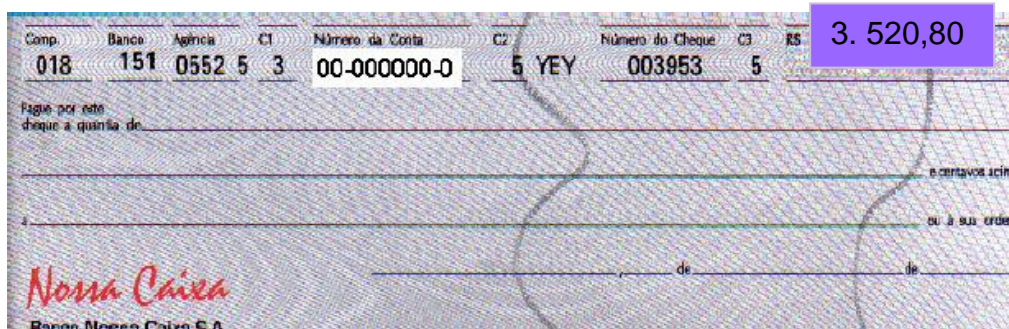 Comp. Banco Agência C1 Número da Conta C2 Número do Cheque C3 R$ 3. 520,80
018 151 0552 5 3 00-000000-0 5 YEY 003953 5
Pague por este
cheque a quantia de
e centavos acim
a ou à sua orde
, de de
Nossa Caixa
Banco Nossa Caixa S.A.